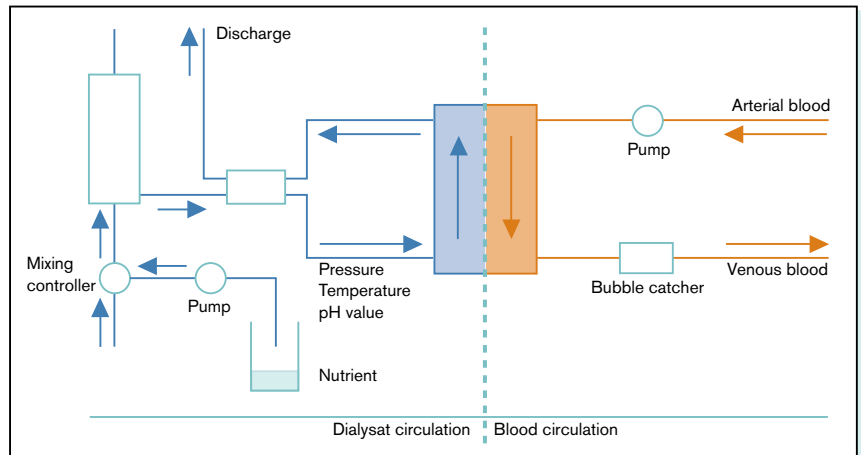 Discharge
Arterial blood
Pump
Mixing
controller
Pump
Pressure
Temperature
pH value
Bubble catcher
Venous blood
Nutrient
Dialysat circulation
Blood circulation